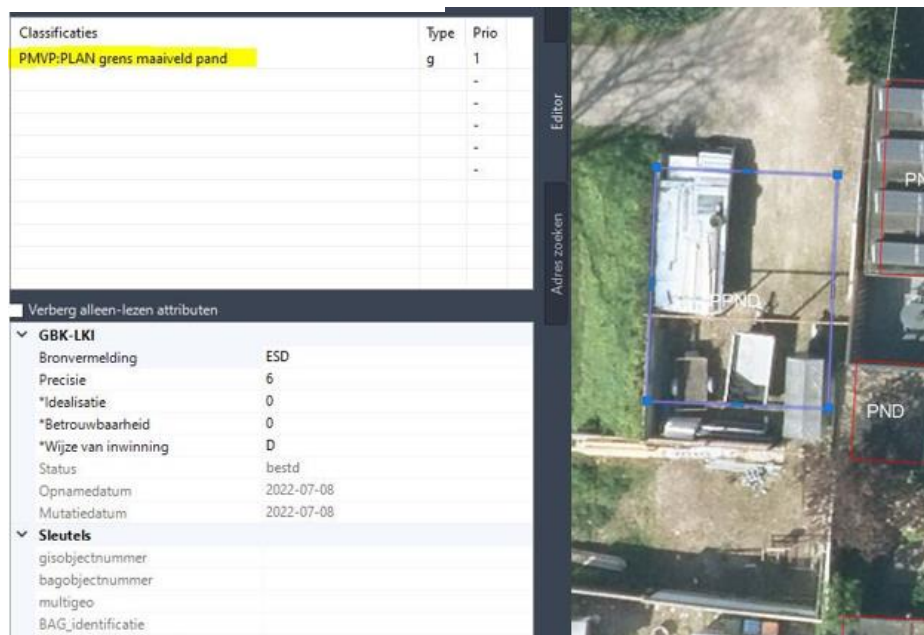 Classificaties Type Prio
PMVP:PLAN grens maaiveld pand g 1
-
-
-
-
-
Editor
Adres zoeken
Verberg alleen-lezen attributen
GBK-LKI
Bronvermelding ESD
Precisie 6
*Idealisatie 0
*Betrouwbaarheid 0
*Wijze van inwinning D
Status bestd
Opnamedatum 2022-07-08
Mutatiedatum 2022-07-08
Sleutels
gisobjectnummer
bagobjectnummer
multigeo
BAG_identificatie
PPND
PN
PND